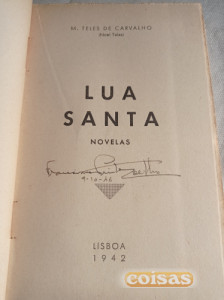 M. TELES DE CARVALHO
LUA
SANTA
NOVELAS
LISBOA
1942
coisas